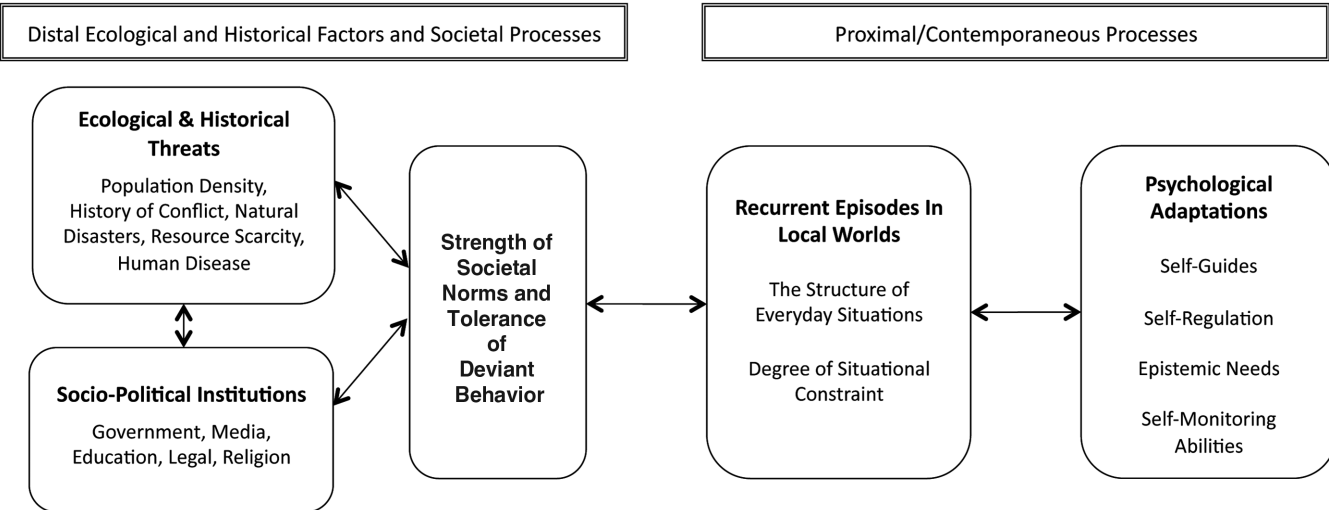 Distal Ecological and Historical Factors and Societal Processes
Proximal/Contemporaneous Processes
Ecological & Historical
Threats
Population Density,
History of Conflict, Natural
Disasters, Resource Scarcity,
Human Disease
Socio-Political Institutions
Government, Media,
Education, Legal, Religion
Strength of
Societal
Norms and
Tolerance
of
Deviant
Behavior
Recurrent Episodes In
Local Worlds
The Structure of
Everyday Situations
Degree of Situational
Constraint
Psychological
Adaptations
Self-Guides
Self-Regulation
Epistemic Needs
Self-Monitoring
Abilities